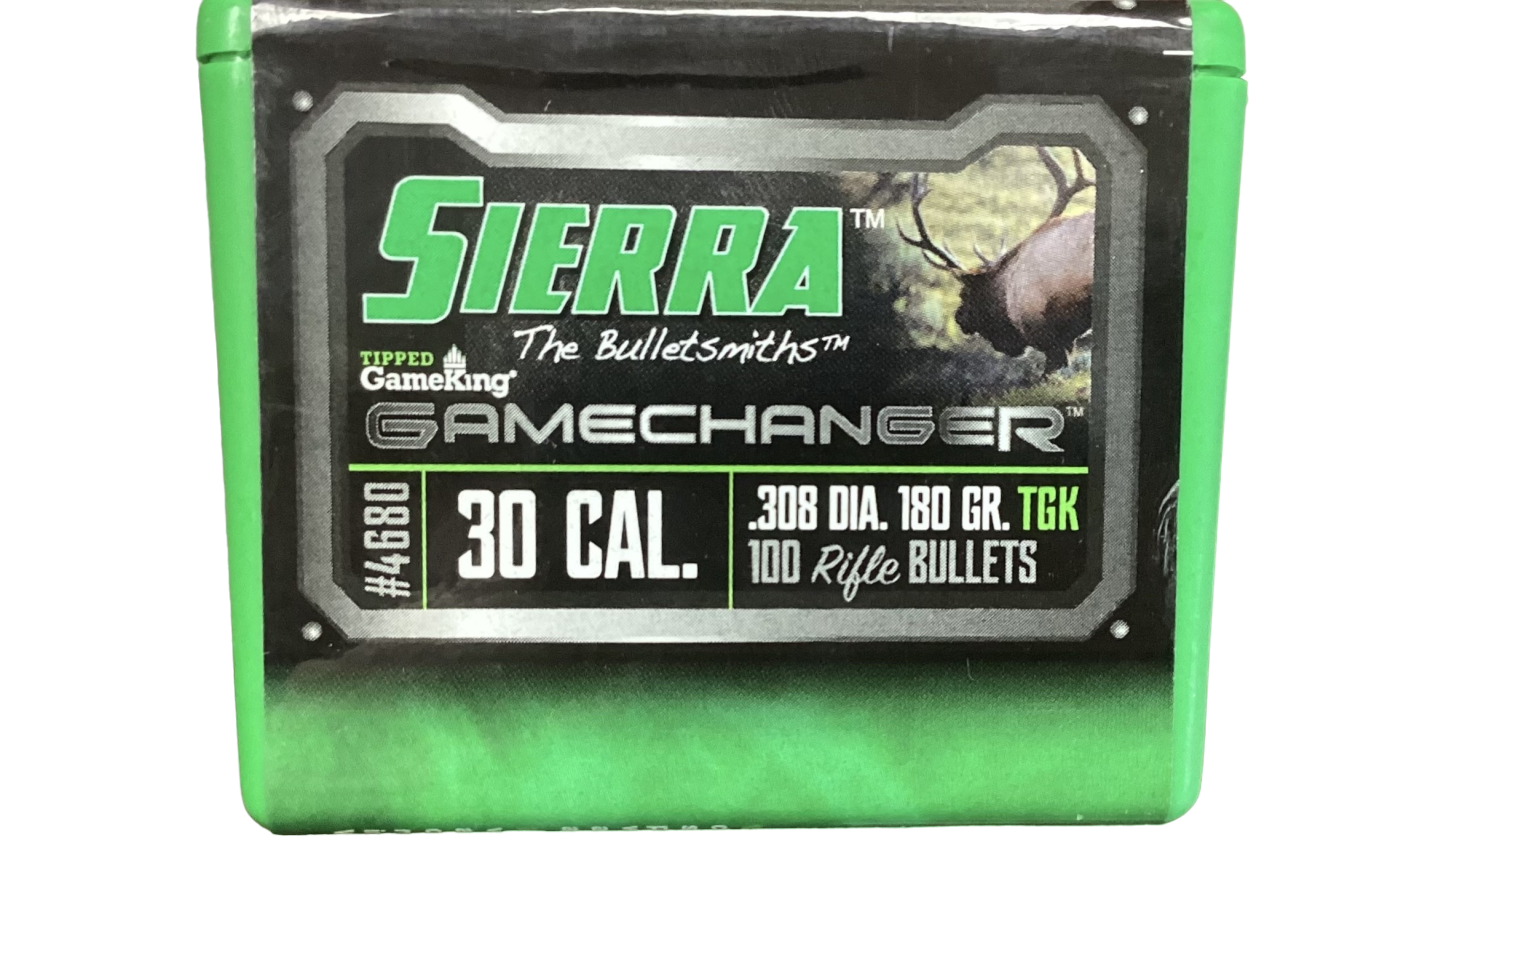 SIERRA™
The Bulletsmiths™
TIPPED
GameKing®
GAMECHANGER™
#4680
30 CAL.
.308 DIA. 180 GR. TGK
100 Rifle BULLETS